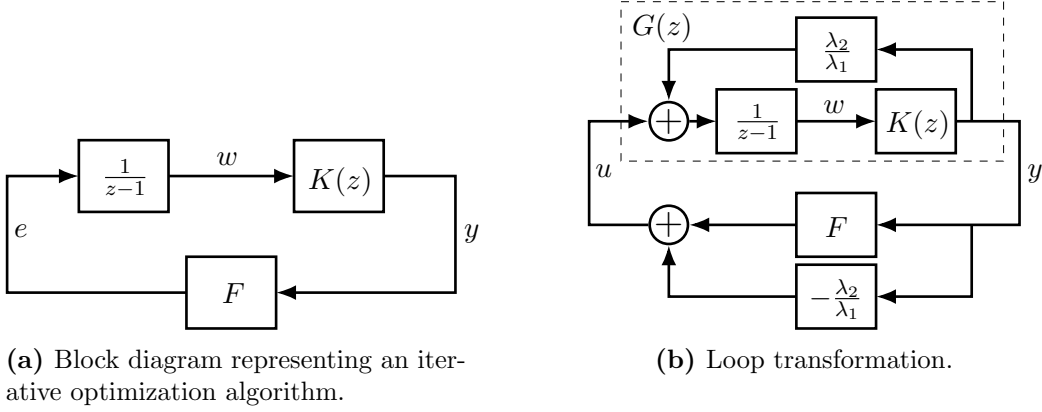 1/(z−1)
w
K(z)
e
y
F
(a) Block diagram representing an iter-
ative optimization algorithm.
G(z)
λ₂/λ₁
+
1/(z−1)
w
K(z)
u
y
+
F
−λ₂/λ₁
(b) Loop transformation.